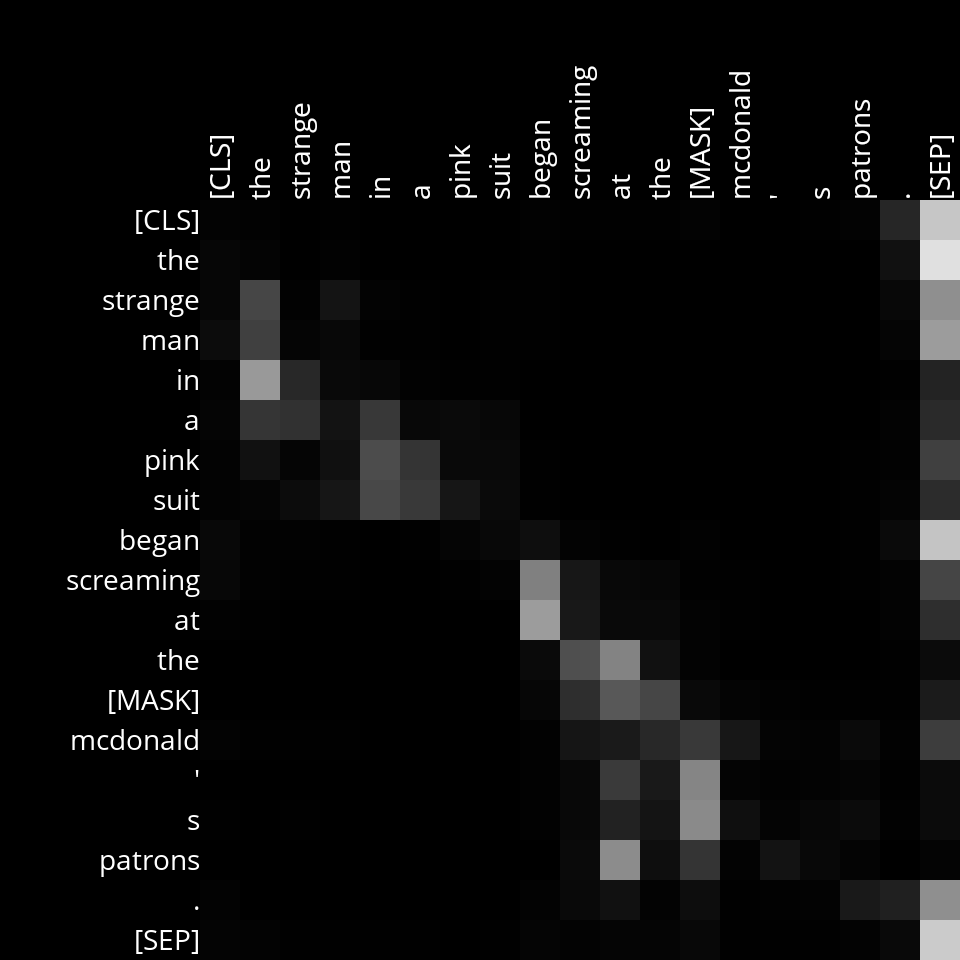 [CLS] the strange man in a pink suit began screaming at the [MASK] mcdonald ' s patrons . [SEP]
[CLS]
the
strange
man
in
a
pink
suit
began
screaming
at
the
[MASK]
mcdonald
'
s
patrons
.
[SEP]